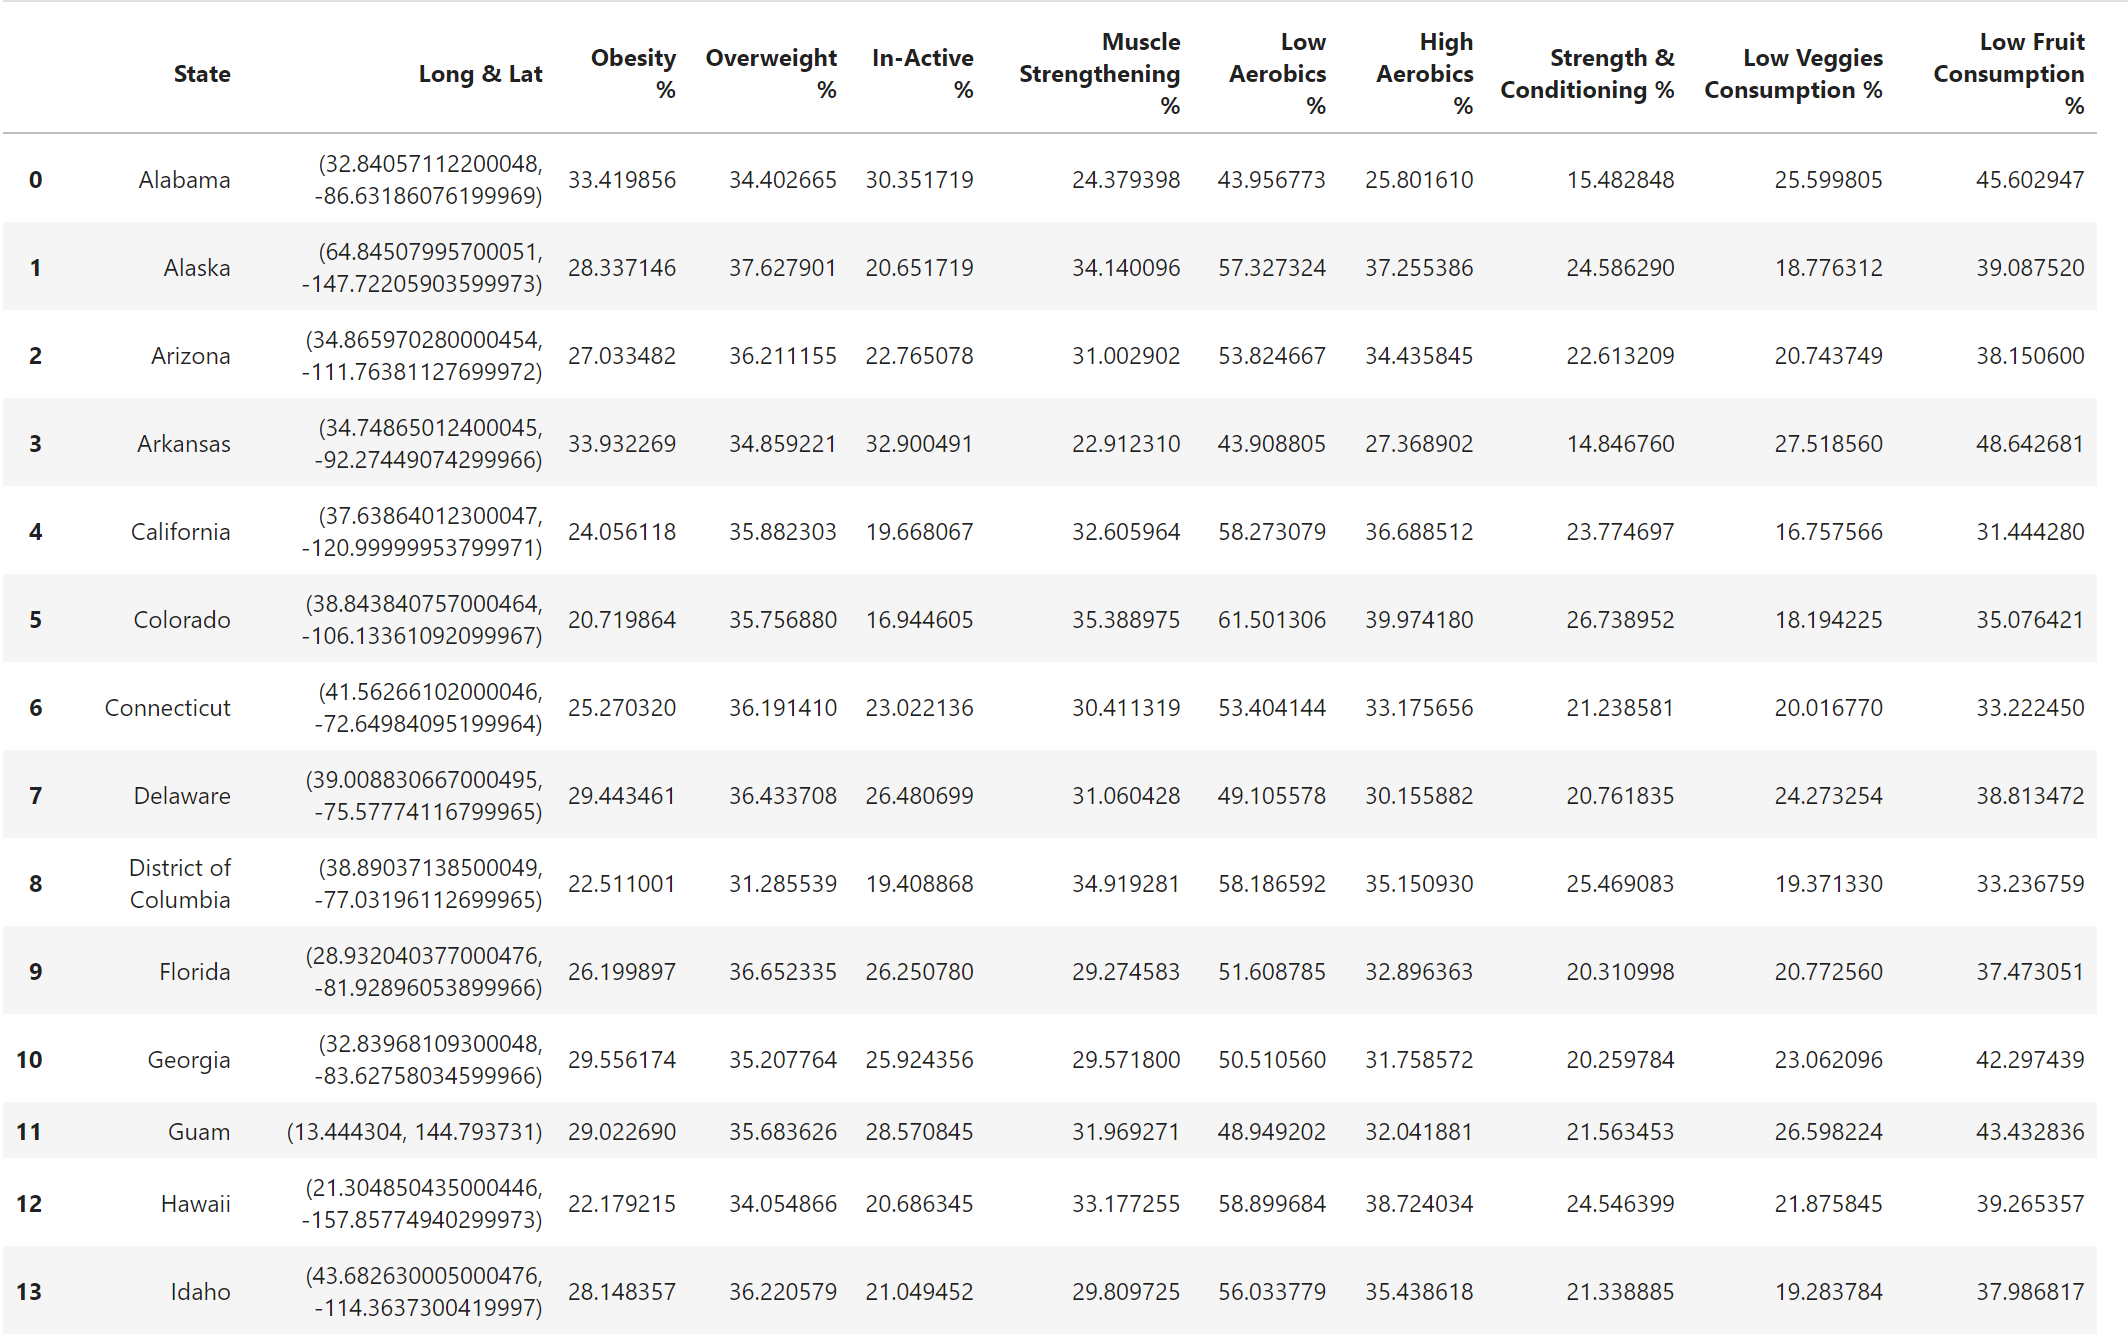 State Long & Lat Obesity % Overweight % In-Active % Muscle Strengthening % Low Aerobics % High Aerobics % Strength & Conditioning % Low Veggies Consumption % Low Fruit Consumption %
0 Alabama (32.84057112200048, -86.63186076199969) 33.419856 34.402665 30.351719 24.379398 43.956773 25.801610 15.482848 25.599805 45.602947
1 Alaska (64.84507995700051, -147.72205903599973) 28.337146 37.627901 20.651719 34.140096 57.327324 37.255386 24.586290 18.776312 39.087520
2 Arizona (34.865970280000454, -111.76381127699972) 27.033482 36.211155 22.765078 31.002902 53.824667 34.435845 22.613209 20.743749 38.150600
3 Arkansas (34.74865012400045, -92.27449074299966) 33.932269 34.859221 32.900491 22.912310 43.908805 27.368902 14.846760 27.518560 48.642681
4 California (37.63864012300047, -120.99999953799971) 24.056118 35.882303 19.668067 32.605964 58.273079 36.688512 23.774697 16.757566 31.444280
5 Colorado (38.843840757000464, -106.13361092099967) 20.719864 35.756880 16.944605 35.388975 61.501306 39.974180 26.738952 18.194225 35.076421
6 Connecticut (41.56266102000046, -72.64984095199964) 25.270320 36.191410 23.022136 30.411319 53.404144 33.175656 21.238581 20.016770 33.222450
7 Delaware (39.008830667000495, -75.57774116799965) 29.443461 36.433708 26.480699 31.060428 49.105578 30.155882 20.761835 24.273254 38.813472
8 District of Columbia (38.89037138500049, -77.031961112699965) 22.511001 31.285539 19.408868 34.919281 58.186592 35.150930 25.469083 19.371330 33.236759
9 Florida (28.932040377000476, -81.92896053899966) 26.199897 36.652335 26.250780 29.274583 51.608785 32.896363 20.310998 20.772560 37.473051
10 Georgia (32.83968109300048, -83.62758034599966) 29.556174 35.207764 25.924356 29.571800 50.510560 31.758572 20.259784 23.062096 42.297439
11 Guam (13.444304, 144.793731) 29.022690 35.683626 28.570845 31.969271 48.949202 32.041881 21.563453 26.598224 43.432836
12 Hawaii (21.304850435000446, -157.85774940299973) 22.179215 34.054866 20.686345 33.177255 58.899684 38.724034 24.546399 21.875845 39.265357
13 Idaho (43.682630005000476, -114.3637300419997) 28.148357 36.220579 21.049452 29.809725 56.033779 35.438618 21.338885 19.283784 37.986817